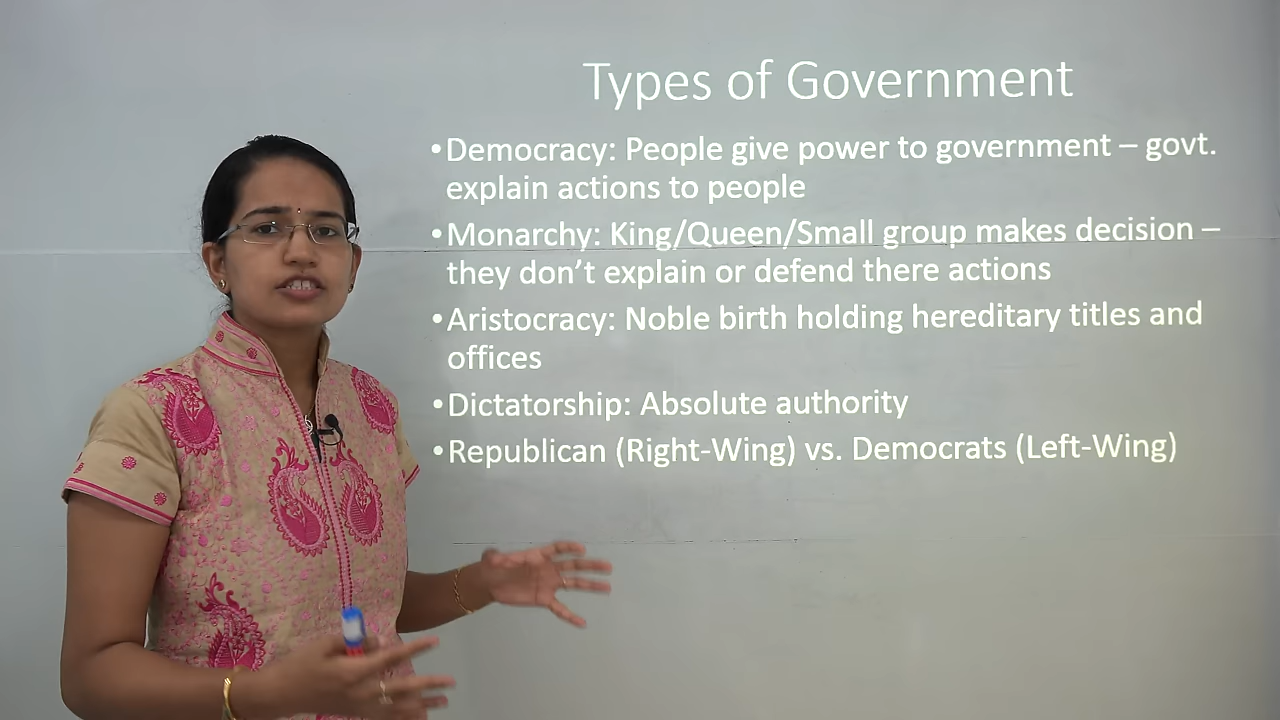 Types of Government
•Democracy: People give power to government – govt.
explain actions to people
•Monarchy: King/Queen/Small group makes decision –
they don’t explain or defend there actions
•Aristocracy: Noble birth holding hereditary titles and
offices
•Dictatorship: Absolute authority
•Republican (Right-Wing) vs. Democrats (Left-Wing)